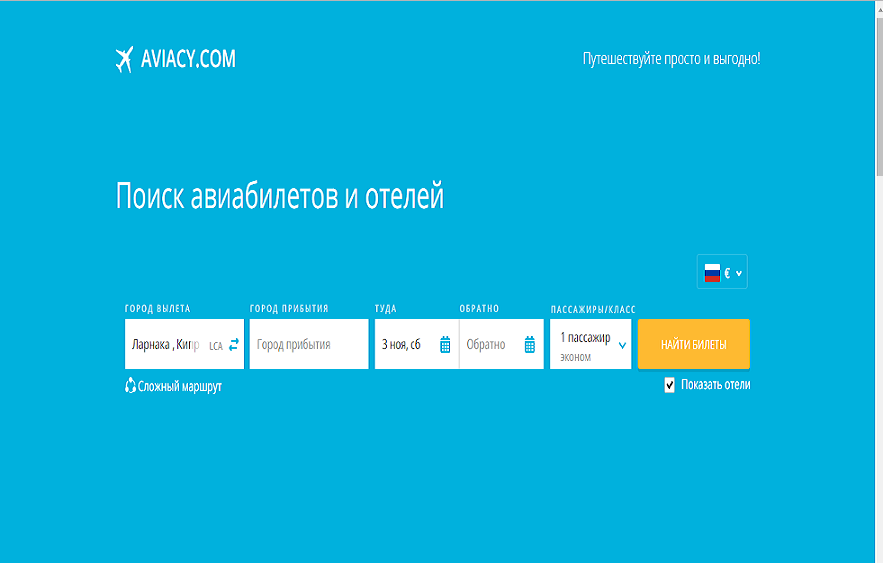 AVIACY.COM
Путешествуйте просто и выгодно!
Поиск авиабилетов и отелей
€
ГОРОД ВЫЛЕТА
ГОРОД ПРИБЫТИЯ
ТУДА
ОБРАТНО
ПАССАЖИРЫ/КЛАСС
Ларнака , Кипр LCA
Город прибытия
3 ноя, сб
Обратно
1 пассажир
эконом
НАЙТИ БИЛЕТЫ
Сложный маршрут
Показать отели